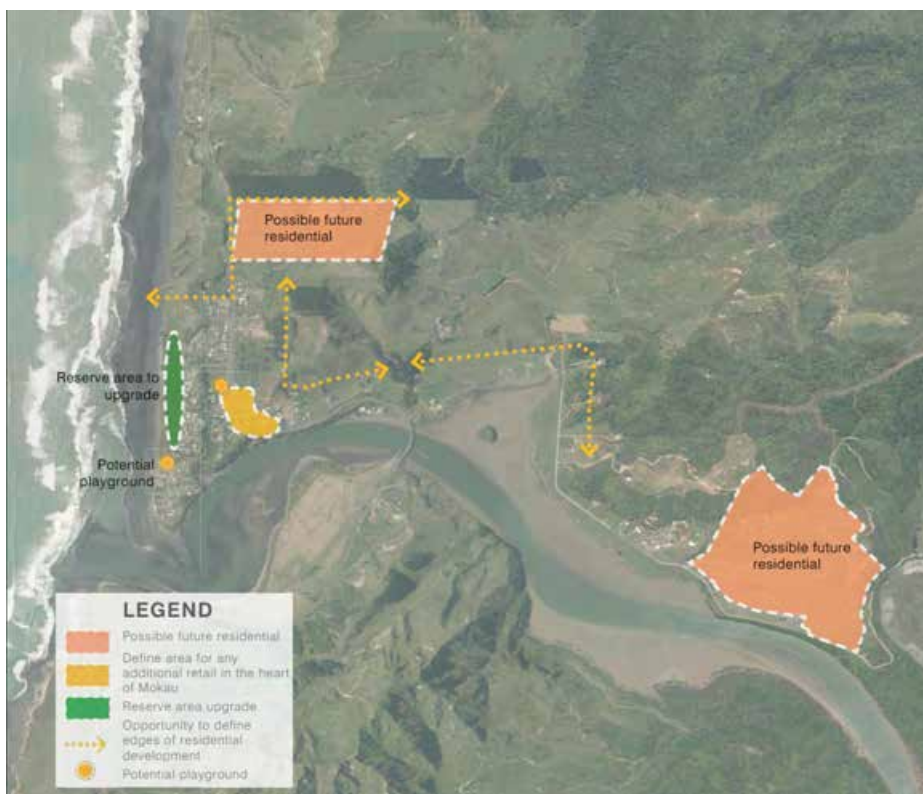 Possible future
residential
Reserve area to
upgrade
Potential
playground
Possible future
residential
LEGEND
Possible future residential
Define area for any
additional retail in the heart
of Mokau
Reserve area upgrade
Opportunity to define
edges of residential
development
Potential playground